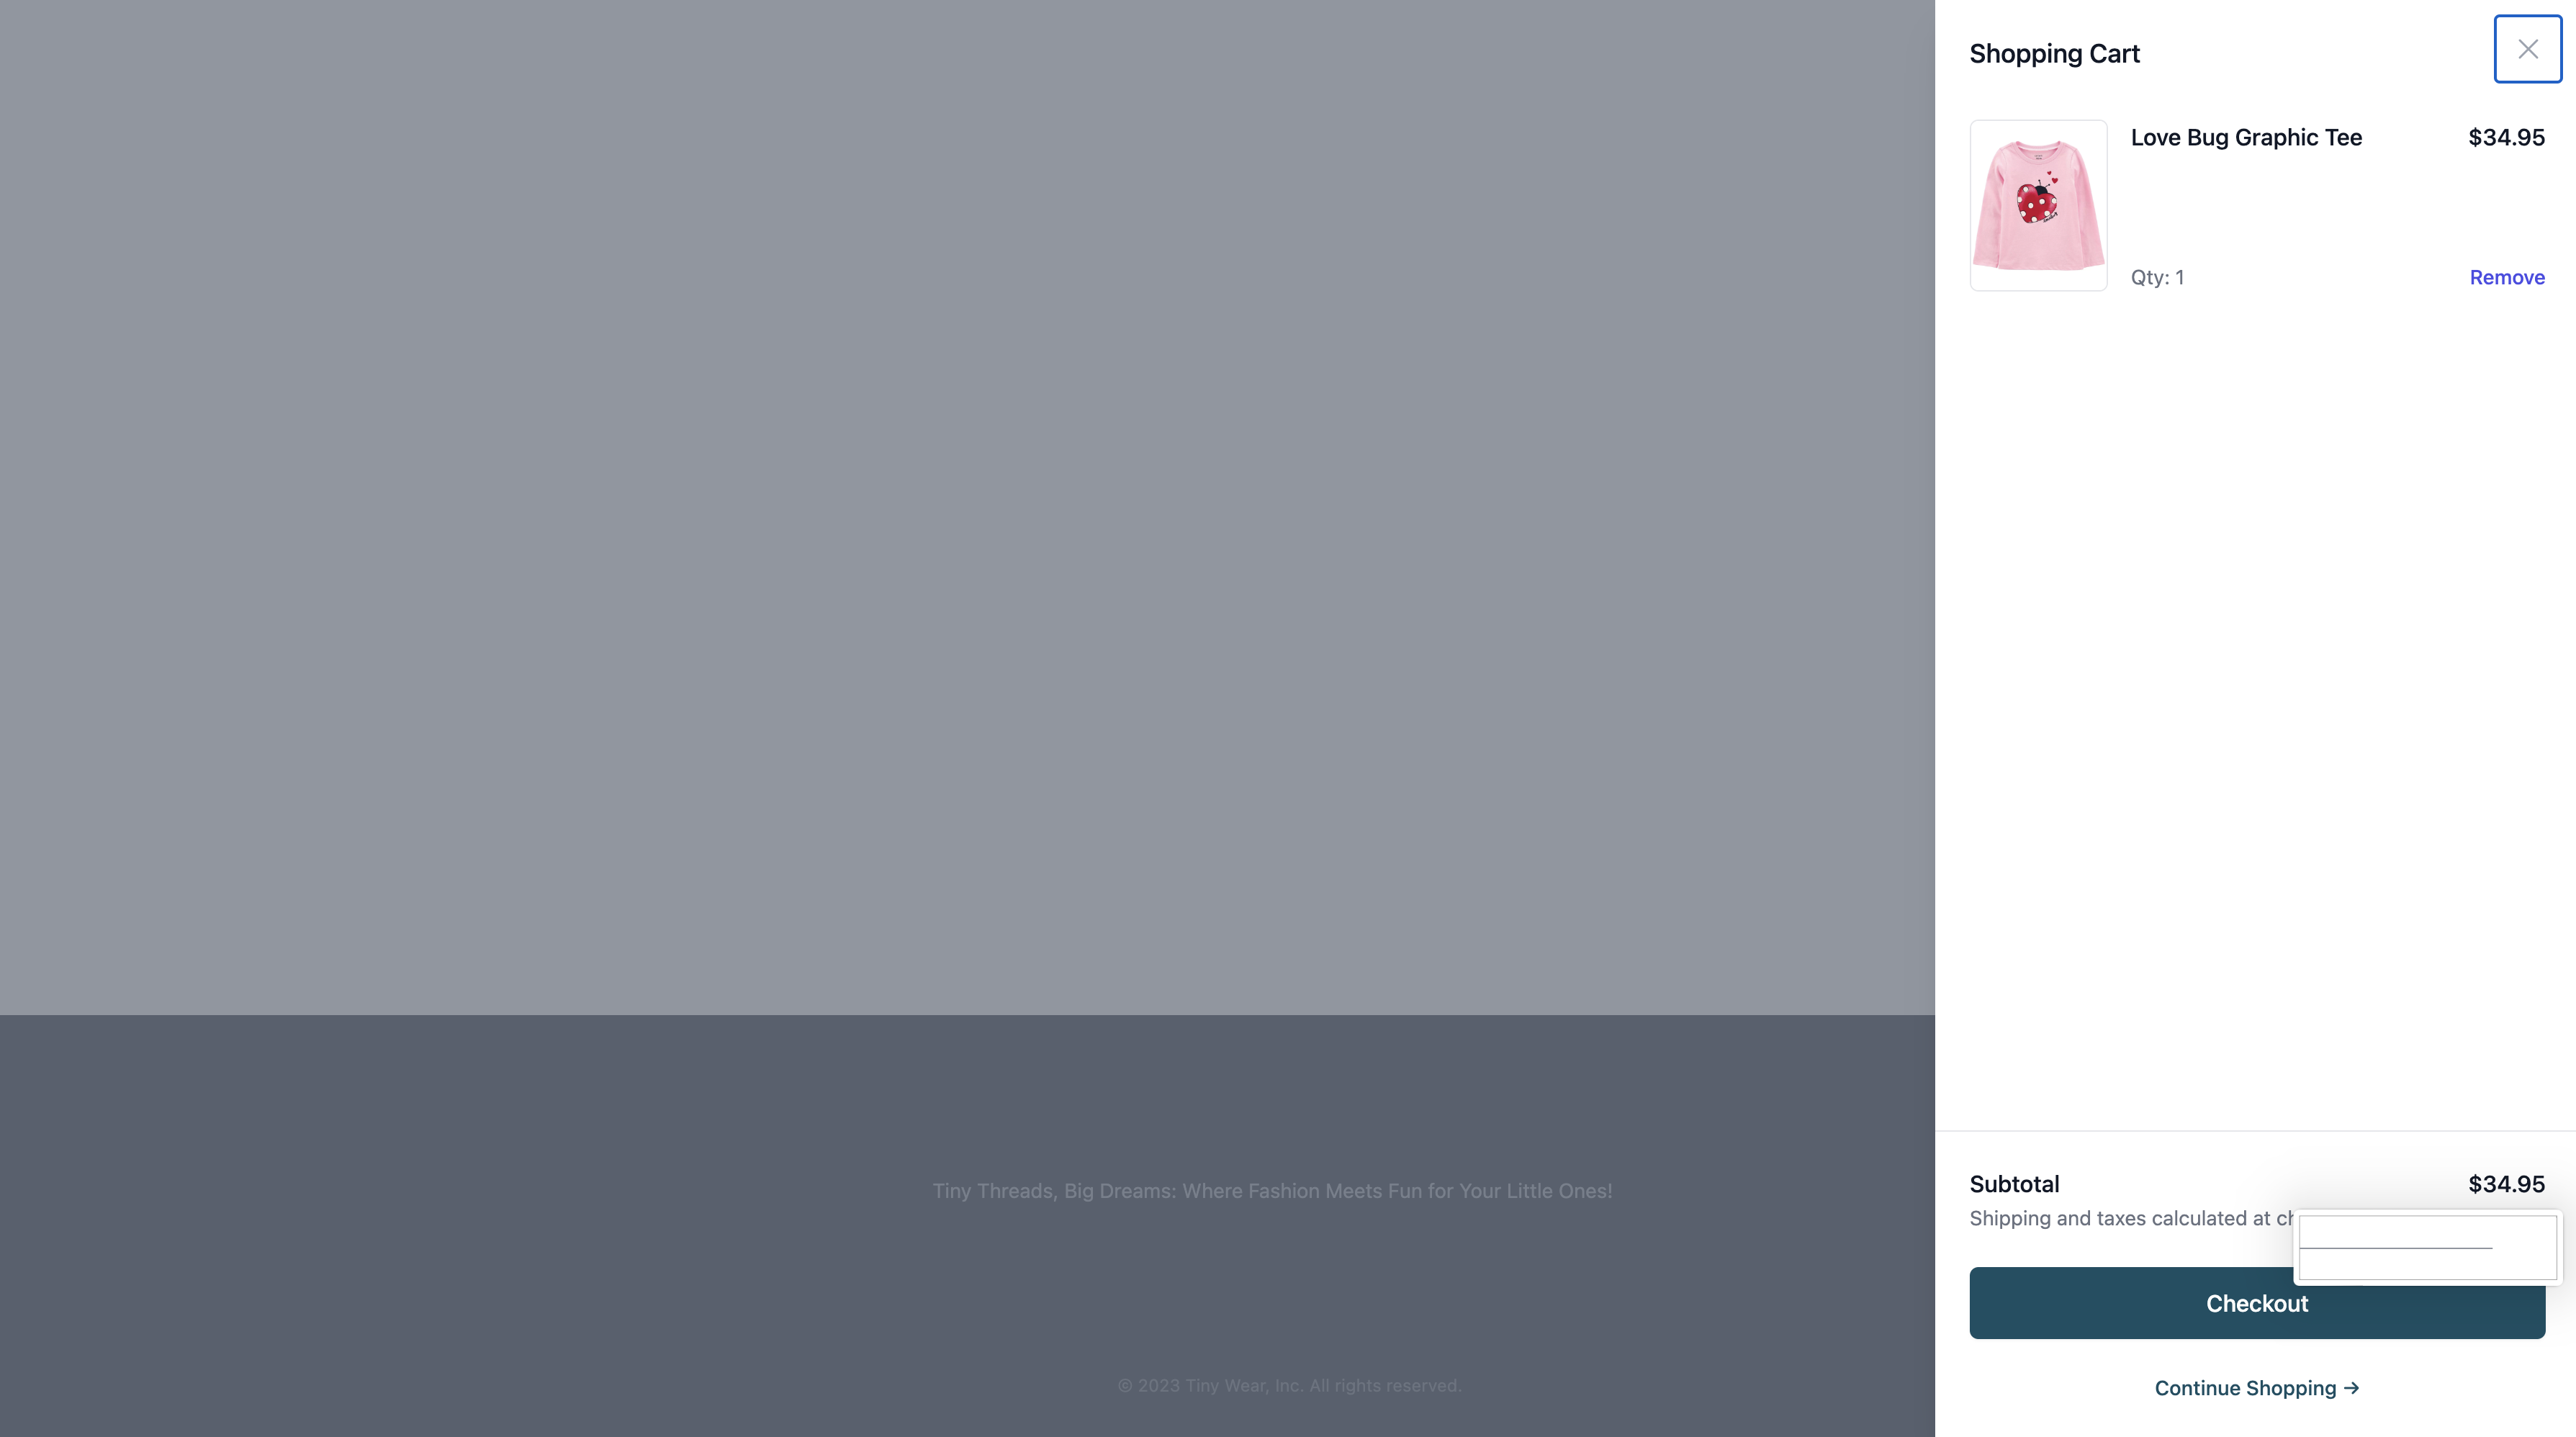 Shopping Cart
Love Bug Graphic Tee $34.95
Qty: 1 Remove
Tiny Threads, Big Dreams: Where Fashion Meets Fun for Your Little Ones!
© 2023 Tiny Wear, Inc. All rights reserved.
Subtotal $34.95
Shipping and taxes calculated at
Checkout
Continue Shopping →